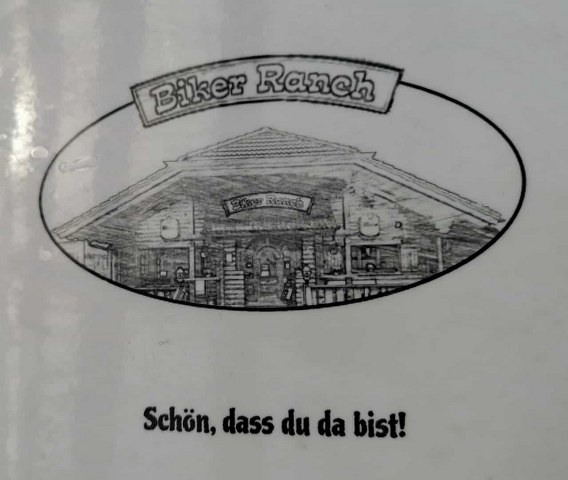 Biker Ranch
Biker Ranch
Schön, dass du da bist!